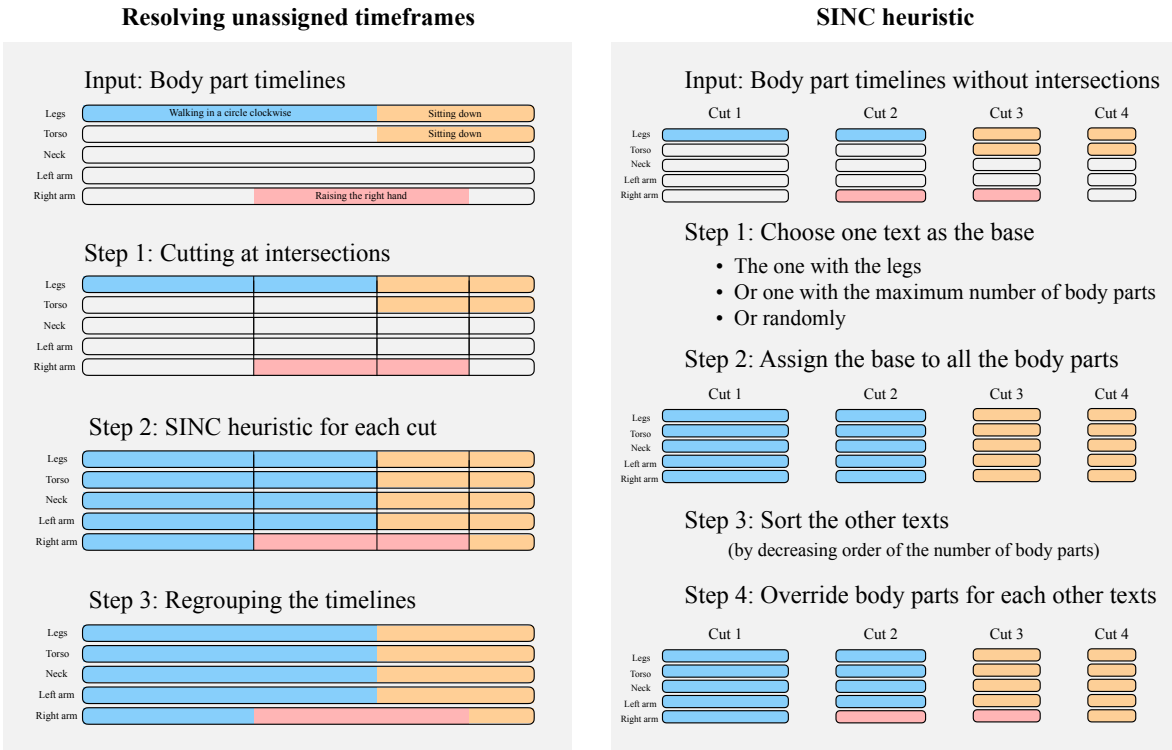 Resolving unassigned timeframes
Input: Body part timelines
Legs
Walking in a circle clockwise
Sitting down
Torso
Sitting down
Neck
Left arm
Right arm
Raising the right hand
Step 1: Cutting at intersections
Legs
Torso
Neck
Left arm
Right arm
Step 2: SINC heuristic for each cut
Legs
Torso
Neck
Left arm
Right arm
Step 3: Regrouping the timelines
Legs
Torso
Neck
Left arm
Right arm
SINC heuristic
Input: Body part timelines without intersections
Cut 1 Cut 2 Cut 3 Cut 4
Legs
Torso
Neck
Left arm
Right arm
Step 1: Choose one text as the base
• The one with the legs
• Or one with the maximum number of body parts
• Or randomly
Step 2: Assign the base to all the body parts
Cut 1 Cut 2 Cut 3 Cut 4
Legs
Torso
Neck
Left arm
Right arm
Step 3: Sort the other texts
(by decreasing order of the number of body parts)
Step 4: Override body parts for each other texts
Cut 1 Cut 2 Cut 3 Cut 4
Legs
Torso
Neck
Left arm
Right arm